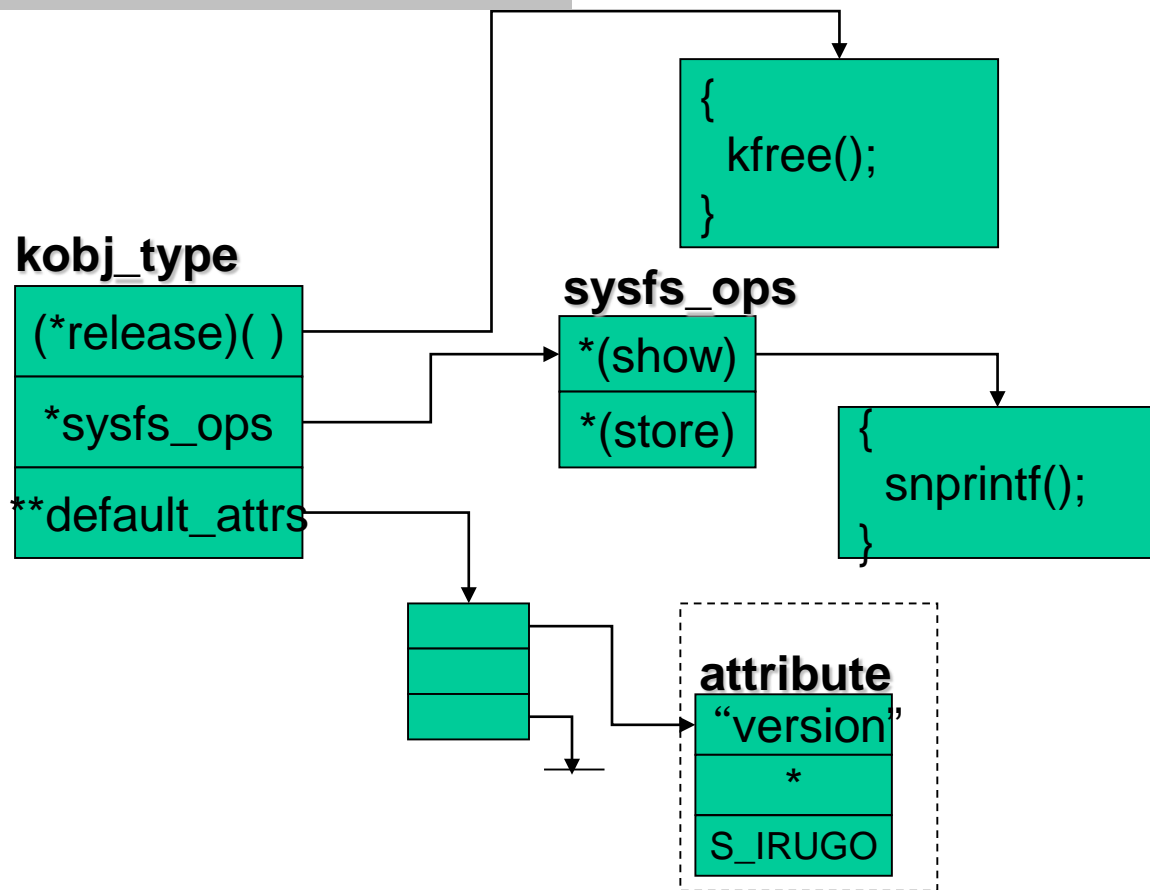 {
kfree();
}
kobj_type
(*release)( )
*sysfs_ops
**default_attrs
sysfs_ops
*(show)
*(store)
{
snprintf();
}
attribute
“version”
*
S_IRUGO